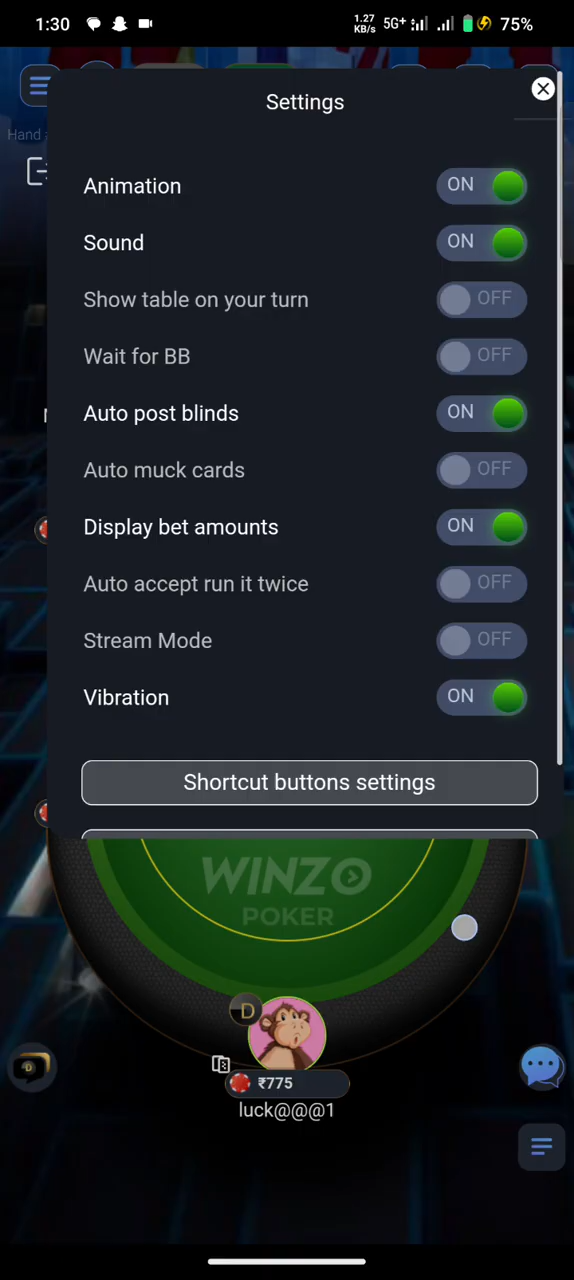 1:30
1.27
KB/s
5G+
75%
Settings
Hand
Animation
ON
Sound
ON
Show table on your turn
OFF
Wait for BB
OFF
Auto post blinds
ON
Auto muck cards
OFF
Display bet amounts
ON
Auto accept run it twice
OFF
Stream Mode
OFF
Vibration
ON
Shortcut buttons settings
WINZO
POKER
D
D
₹775
luck@@@1